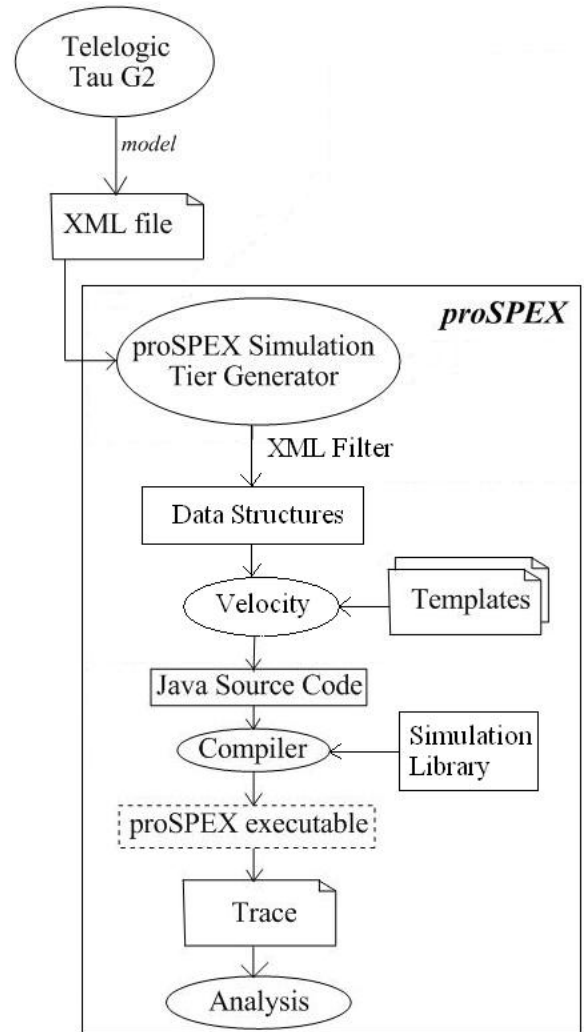 Telelogic
Tau G2
model
XML file
proSPEX
proSPEX Simulation
Tier Generator
XML Filter
Data Structures
Velocity
Templates
Java Source Code
Compiler
Simulation
Library
proSPEX executable
Trace
Analysis